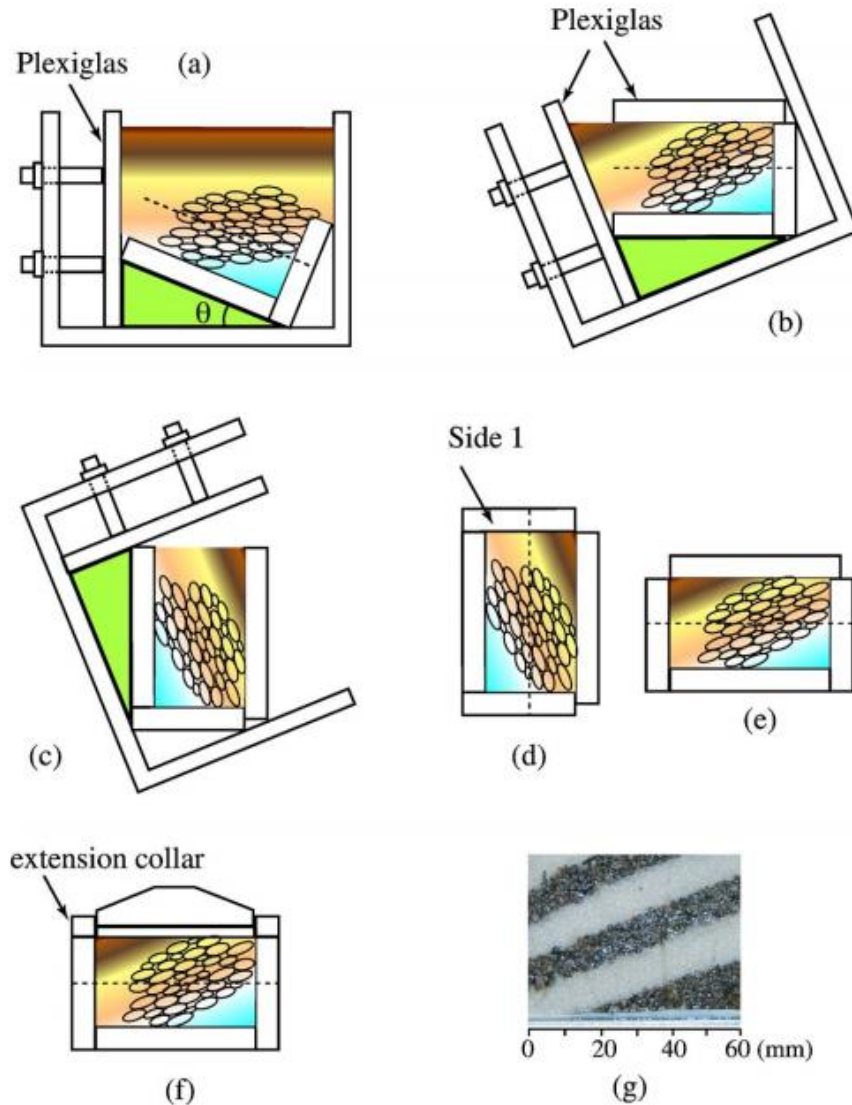 Plexiglas
(a)
θ
Plexiglas
(b)
(c)
Side 1
(d)
(e)
extension collar
(f)
0 20 40 60 (mm)
(g)